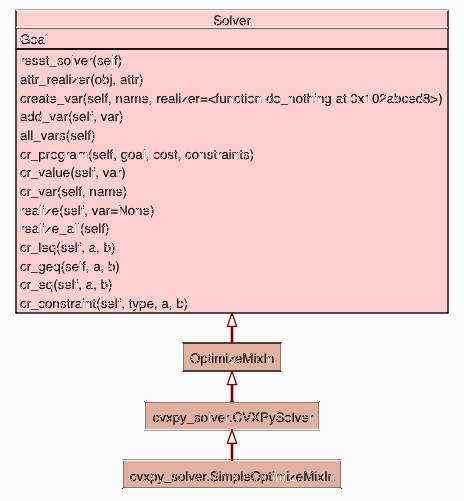 Solver
Goal
reset_solver(self)
attr_realizer(obj, attr)
create_var(self, name, realizer=<function do_nothing at 0x102abced8>)
add_var(self, var)
all_vars(self)
cr_program(self, goal, cost, constraints)
cr_value(self, var)
cr_var(self, name)
realize(self, var=None)
realize_all(self)
cr_leq(self, a, b)
cr_geq(self, a, b)
cr_eq(self, a, b)
cr_constraint(self, type, a, b)
OptimizeMixIn
cvxpy_solver.CVXPySolver
cvxpy_solver.SimpleOptimizeMixIn